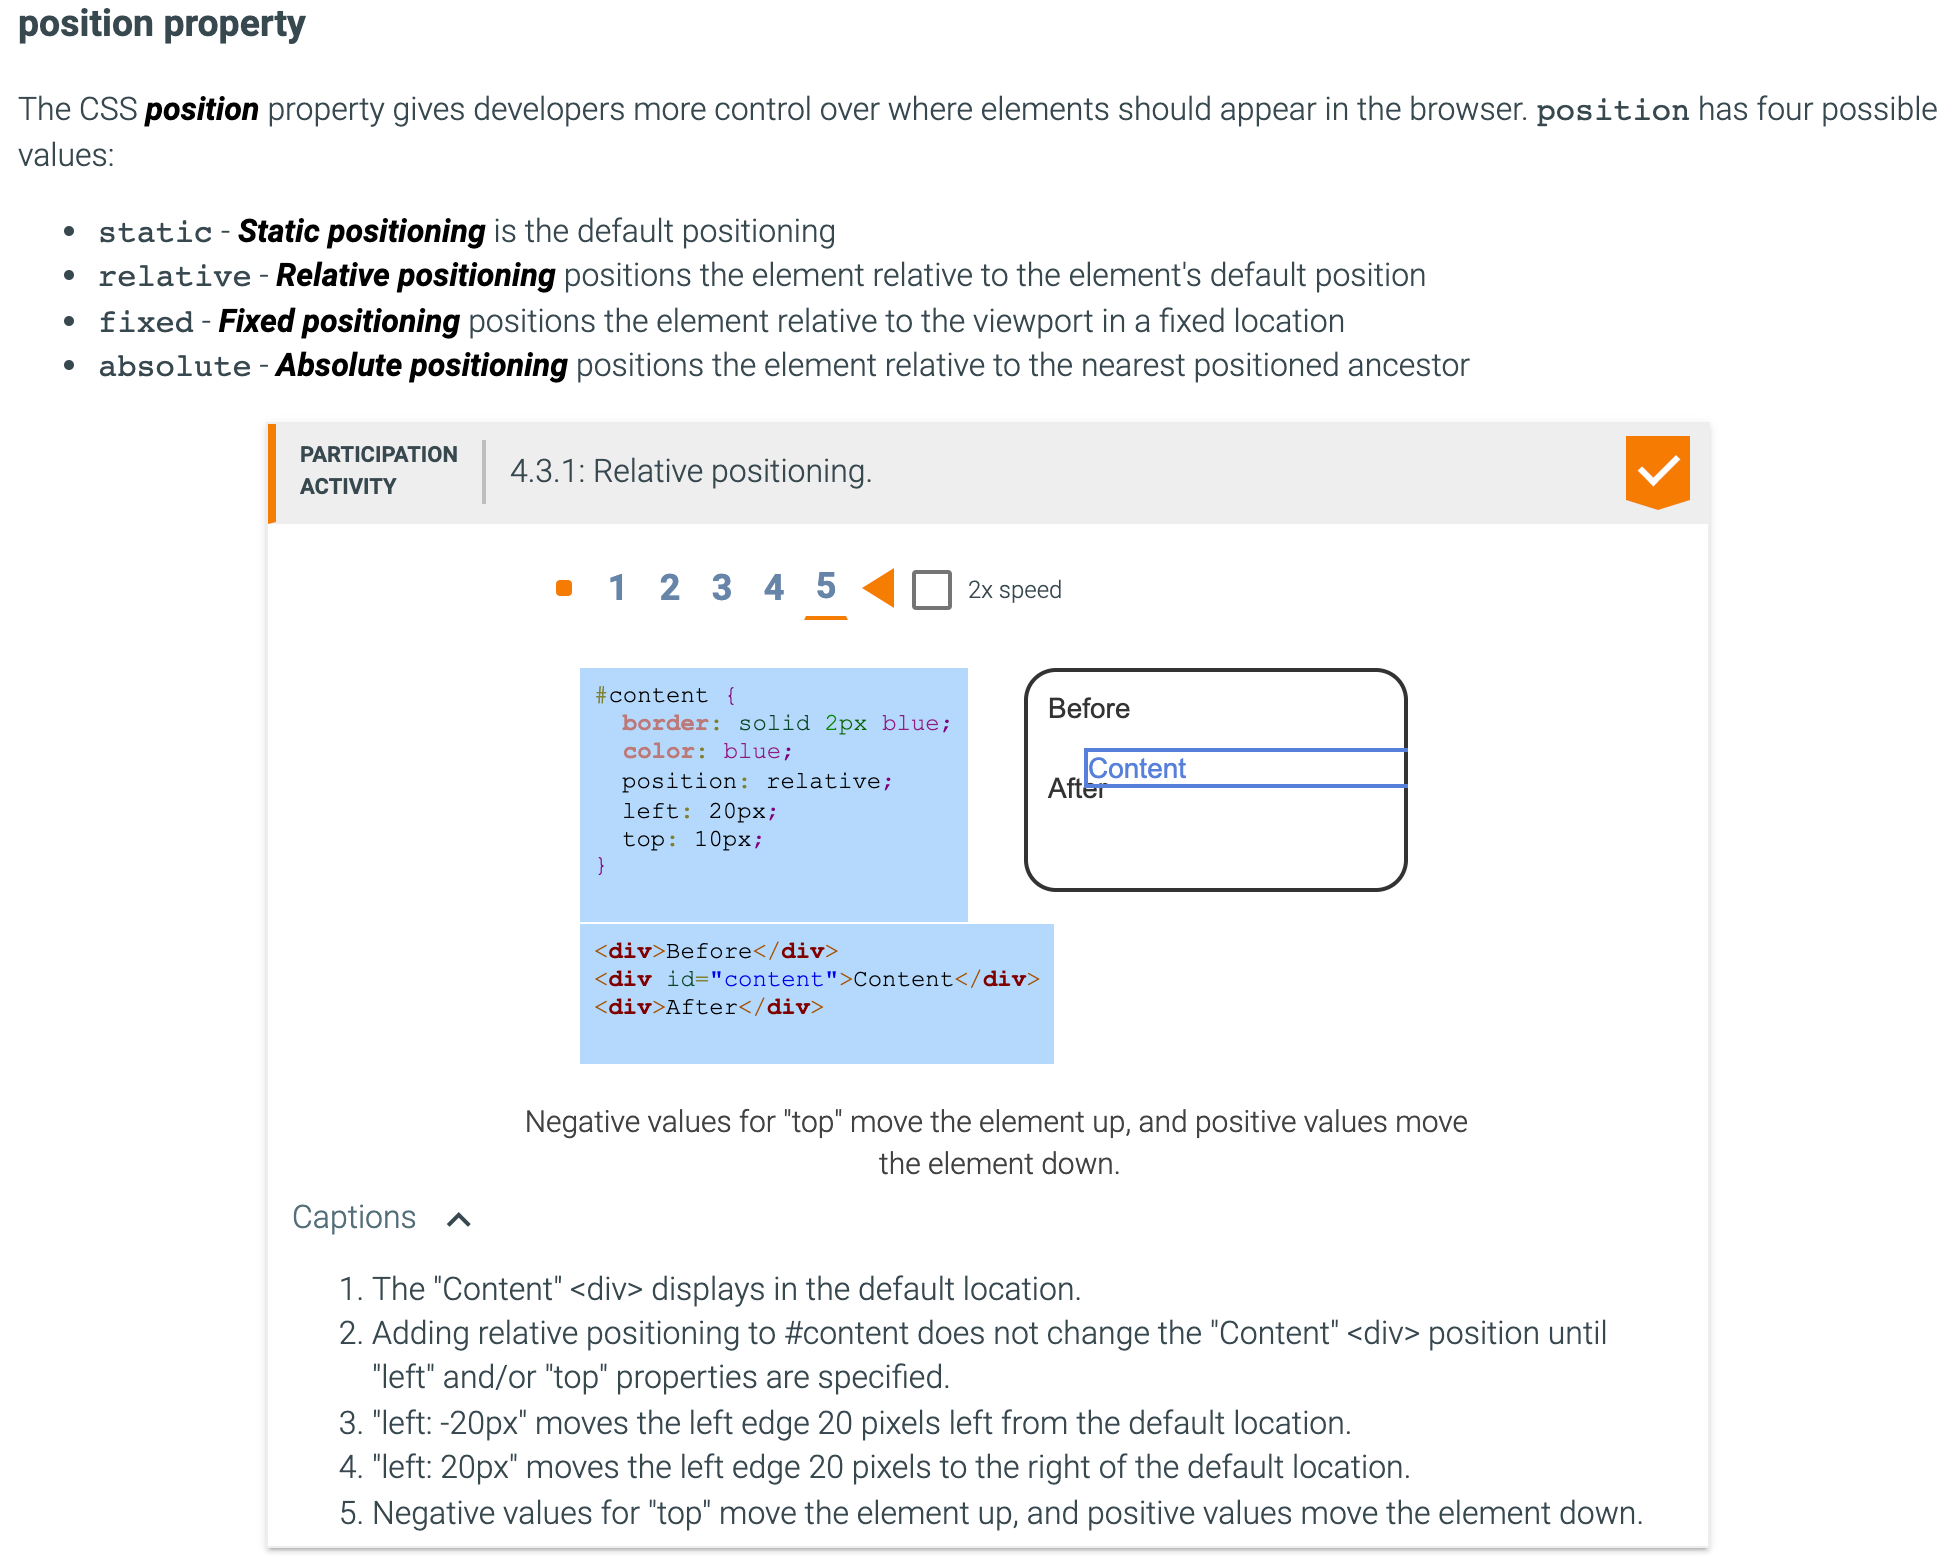 position property
The CSS position property gives developers more control over where elements should appear in the browser. position has four possible
values:
• static - Static positioning is the default positioning
• relative - Relative positioning positions the element relative to the element's default position
• fixed - Fixed positioning positions the element relative to the viewport in a fixed location
• absolute - Absolute positioning positions the element relative to the nearest positioned ancestor
PARTICIPATION
ACTIVITY
4.3.1: Relative positioning.
1 2 3 4 5 2x speed
#content {
  border: solid 2px blue;
  color: blue;
  position: relative;
  left: 20px;
  top: 10px;
}
Before
Content
After
<div>Before</div>
<div id="content">Content</div>
<div>After</div>
Negative values for "top" move the element up, and positive values move
the element down.
Captions
1. The "Content" <div> displays in the default location.
2. Adding relative positioning to #content does not change the "Content" <div> position until
"left" and/or "top" properties are specified.
3. "left: -20px" moves the left edge 20 pixels left from the default location.
4. "left: 20px" moves the left edge 20 pixels to the right of the default location.
5. Negative values for "top" move the element up, and positive values move the element down.